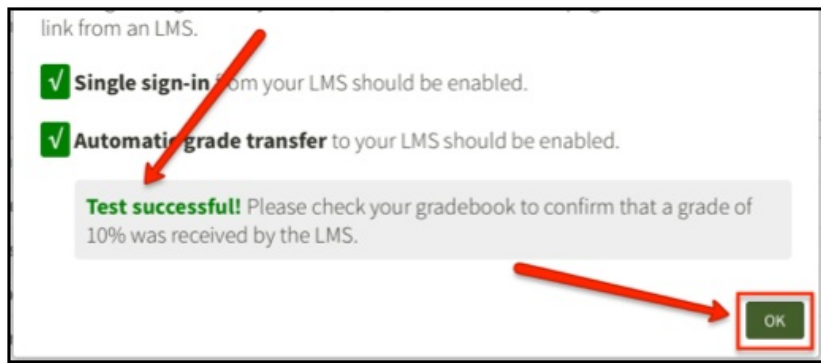 link from an LMS.
√ Single sign-in from your LMS should be enabled.
√ Automatic grade transfer to your LMS should be enabled.
Test successful! Please check your gradebook to confirm that a grade of
10% was received by the LMS.
OK